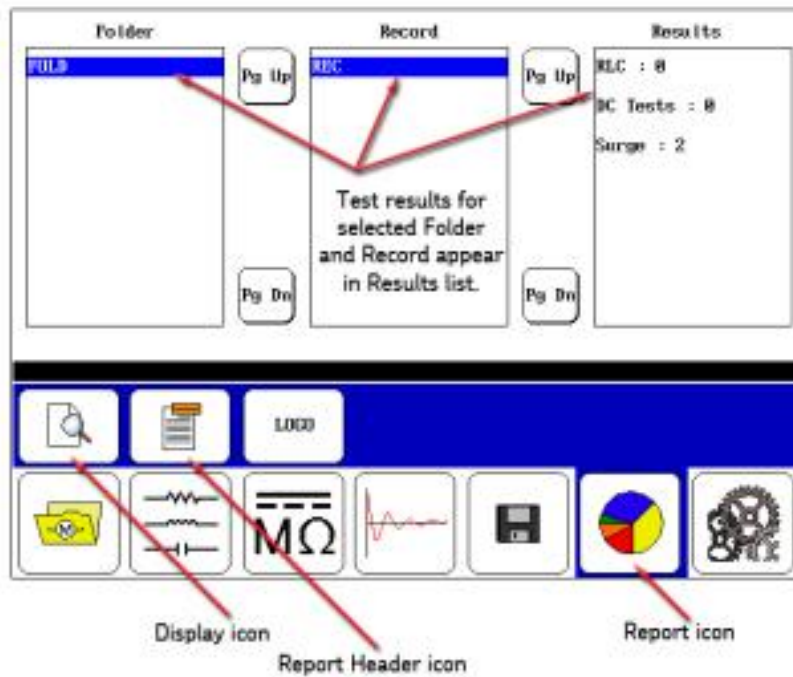 Folder
Record
Results
FOLD
Pg Up
REC
Pg Up
RLC : 0
DC Tests : 0
Surge : 2
Test results for
selected Folder
and Record appear
in Results list.
Pg Dn
Pg Dn
LOGO
M
MΩ
Display icon
Report icon
Report Header icon